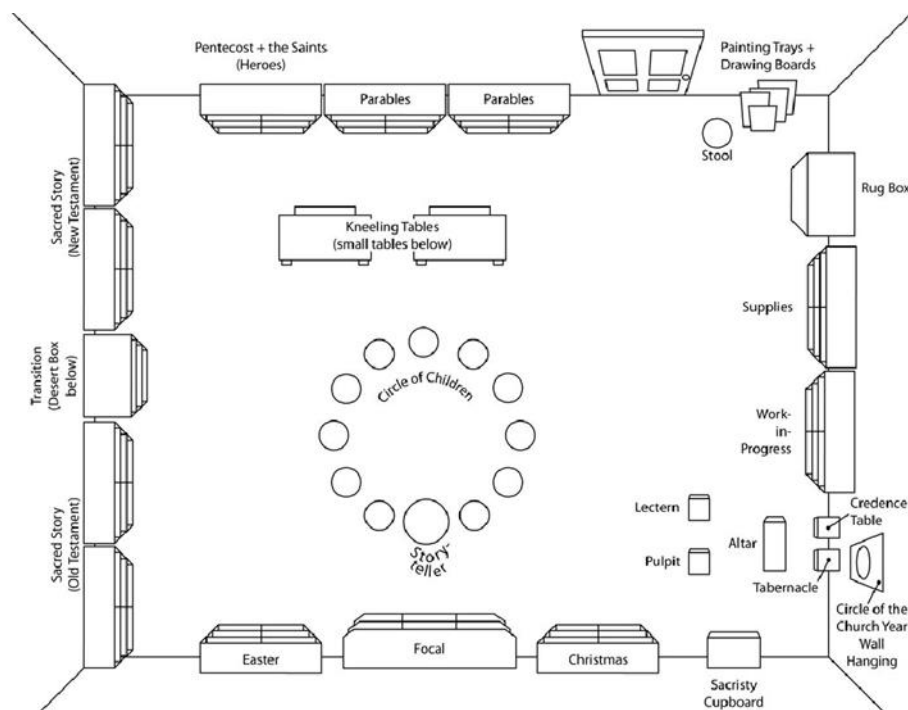 Pentecost + the Saints
(Heroes)
Painting Trays +
Drawing Boards
Parables
Parables
Stool
Rug Box
Sacred Story
(New Testament)
Kneeling Tables
(small tables below)
Supplies
Transition
(Desert Box
below)
Circle of Children
Work-
in-
Progress
Sacred Story
(Old Testament)
Story-
teller
Lectern
Credence
Table
Altar
Pulpit
Tabernacle
Circle of the
Church Year
Wall
Hanging
Easter
Focal
Christmas
Sacristy
Cupboard